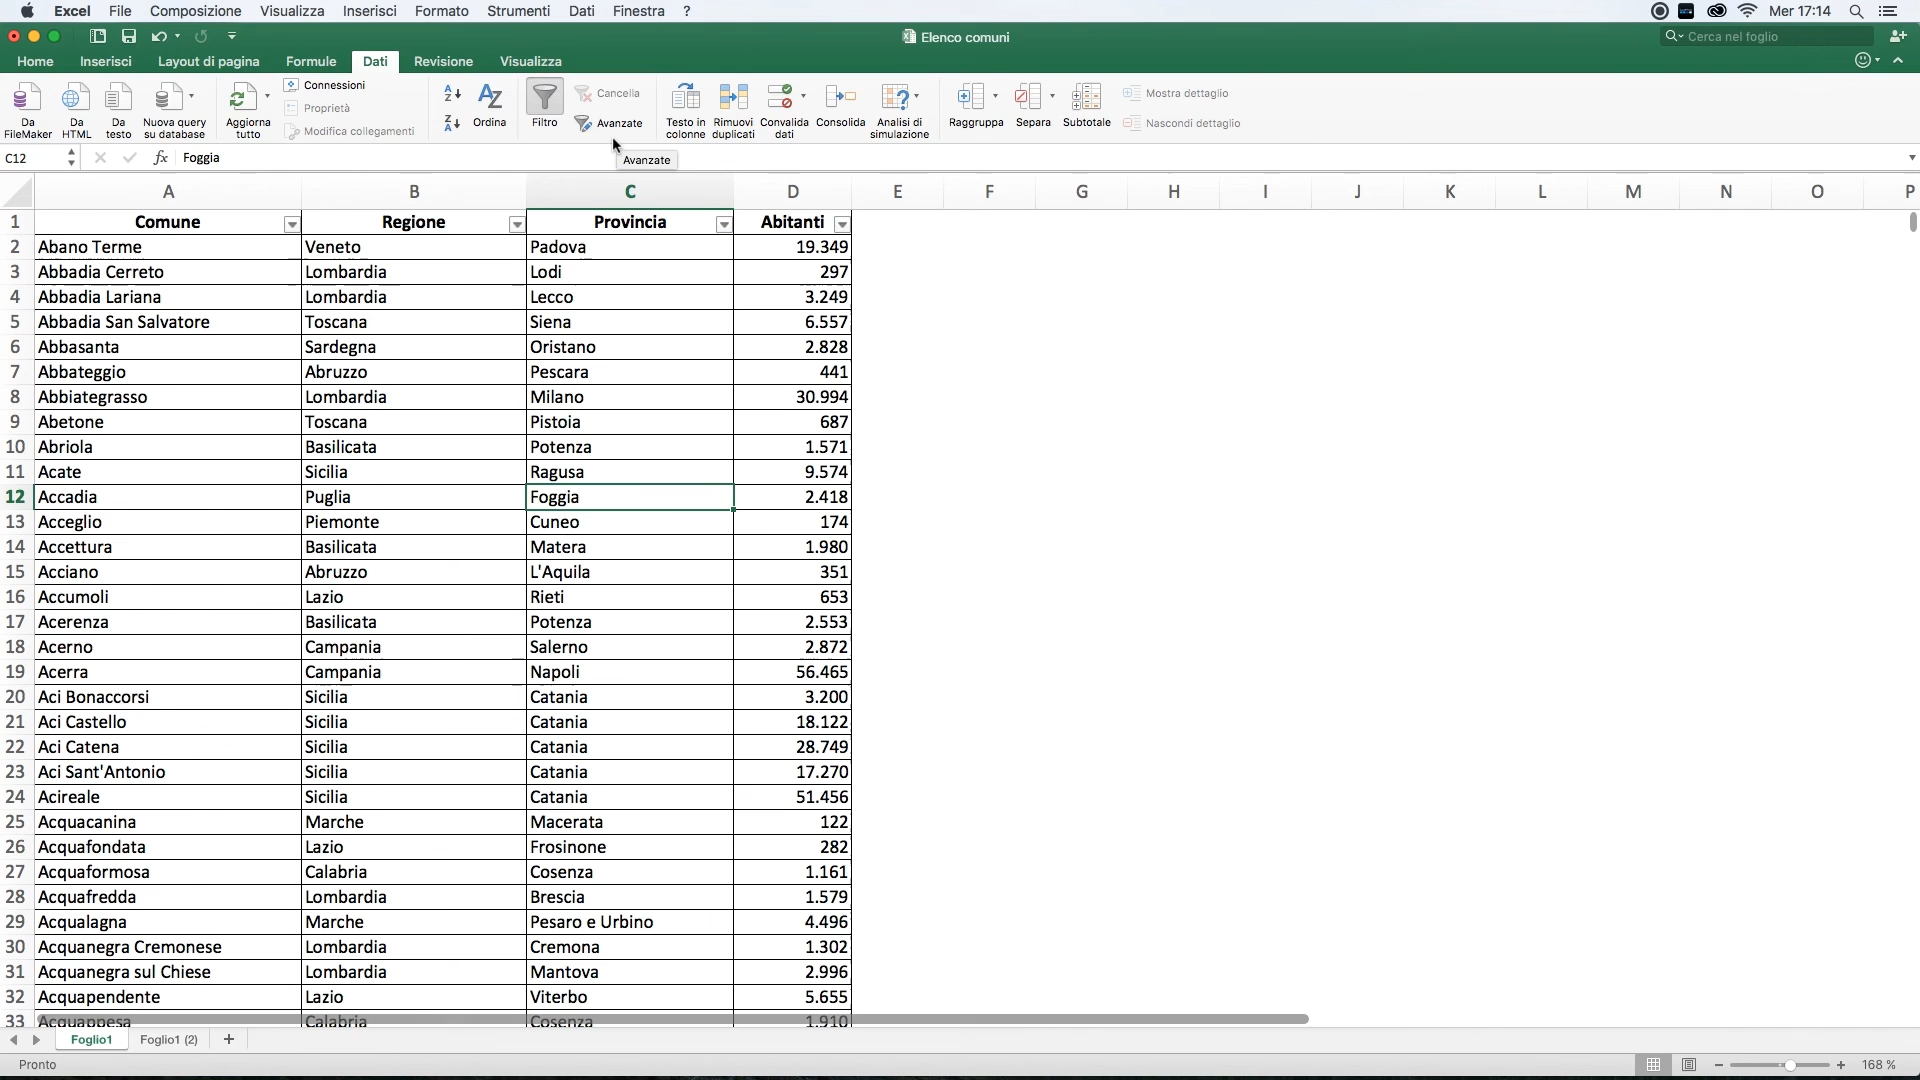 Excel File Composizione Visualizza Inserisci Formato Strumenti Dati Finestra ? Mer 17:14
Elenco comuni Cerca nel foglio
Home Inserisci Layout di pagina Formule Dati Revisione Visualizza
Da FileMaker
Da HTML
Da testo
Nuova query su database
Aggiorna tutto
Connessioni
Proprietà
Modifica collegamenti
Ordina
Filtro
Cancella
Avanzate
Testo in colonne
Rimuovi duplicati
Convalida dati
Consolida
Analisi di simulazione
Raggruppa
Separa
Subtotale
Mostra dettaglio
Nascondi dettaglio
C12 fx Foggia
Avanzate
A B C D E F G H I J K L M N O P
1 Comune Regione Provincia Abitanti
2 Abano Terme Veneto Padova 19.349
3 Abbadia Cerreto Lombardia Lodi 297
4 Abbadia Lariana Lombardia Lecco 3.249
5 Abbadia San Salvatore Toscana Siena 6.557
6 Abbasanta Sardegna Oristano 2.828
7 Abbateggio Abruzzo Pescara 441
8 Abbiategrasso Lombardia Milano 30.994
9 Abetone Toscana Pistoia 687
10 Abriola Basilicata Potenza 1.571
11 Acate Sicilia Ragusa 9.574
12 Accadia Puglia Foggia 2.418
13 Acceglio Piemonte Cuneo 174
14 Accettura Basilicata Matera 1.980
15 Acciano Abruzzo L'Aquila 351
16 Accumoli Lazio Rieti 653
17 Acerenza Basilicata Potenza 2.553
18 Acerno Campania Salerno 2.872
19 Acerra Campania Napoli 56.465
20 Aci Bonaccorsi Sicilia Catania 3.200
21 Aci Castello Sicilia Catania 18.122
22 Aci Catena Sicilia Catania 28.749
23 Aci Sant'Antonio Sicilia Catania 17.270
24 Acireale Sicilia Catania 51.456
25 Acquacanina Marche Macerata 122
26 Acquafondata Lazio Frosinone 282
27 Acquaformosa Calabria Cosenza 1.161
28 Acquafredda Lombardia Brescia 1.579
29 Acqualagna Marche Pesaro e Urbino 4.496
30 Acquanegra Cremonese Lombardia Cremona 1.302
31 Acquanegra sul Chiese Lombardia Mantova 2.996
32 Acquapendente Lazio Viterbo 5.655
33 Acquappesa Calabria Cosenza 1.910
Foglio1 Foglio1 (2) +
Pronto 168 %